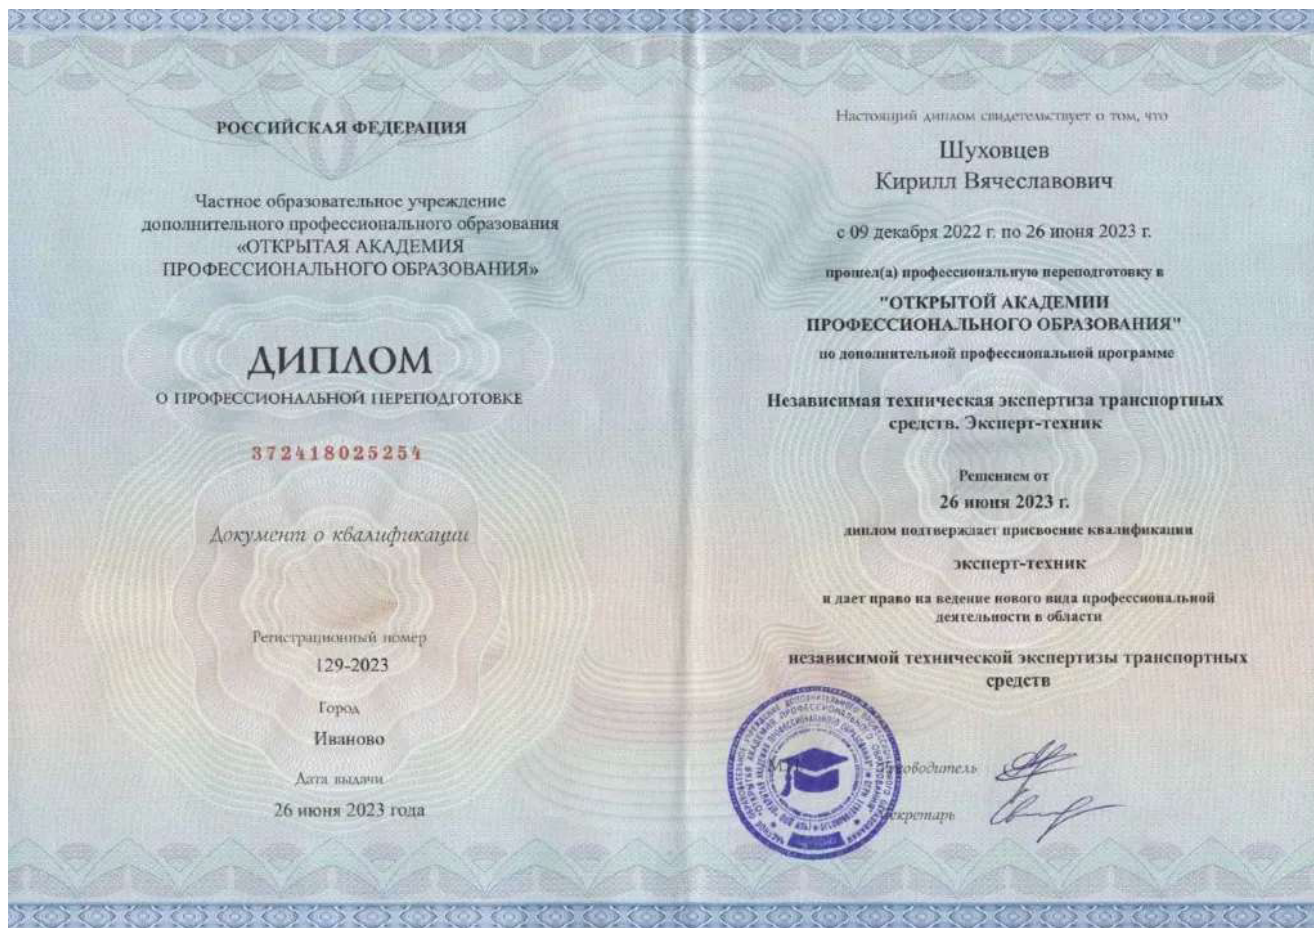 РОССИЙСКАЯ ФЕДЕРАЦИЯ
Частное образовательное учреждение
дополнительного профессионального образования
«ОТКРЫТАЯ АКАДЕМИЯ
ПРОФЕССИОНАЛЬНОГО ОБРАЗОВАНИЯ»
ДИПЛОМ
О ПРОФЕССИОНАЛЬНОЙ ПЕРЕПОДГОТОВКЕ
372418025254
Документ о квалификации
Регистрационный номер
129-2023
Город
Иваново
Дата выдачи
26 июня 2023 года
Настоящий диплом свидетельствует о том, что
Шуховцев
Кирилл Вячеславович
с 09 декабря 2022 г. по 26 июня 2023 г.
прошел(а) профессиональную переподготовку в
"ОТКРЫТОЙ АКАДЕМИИ
ПРОФЕССИОНАЛЬНОГО ОБРАЗОВАНИЯ"
по дополнительной профессиональной программе
Независимая техническая экспертиза транспортных
средств. Эксперт-техник
Решением от
26 июня 2023 г.
диплом подтверждает присвоение квалификации
эксперт-техник
и дает право на ведение нового вида профессиональной
деятельности в области
независимой технической экспертизы транспортных
средств
Руководитель
Секретарь